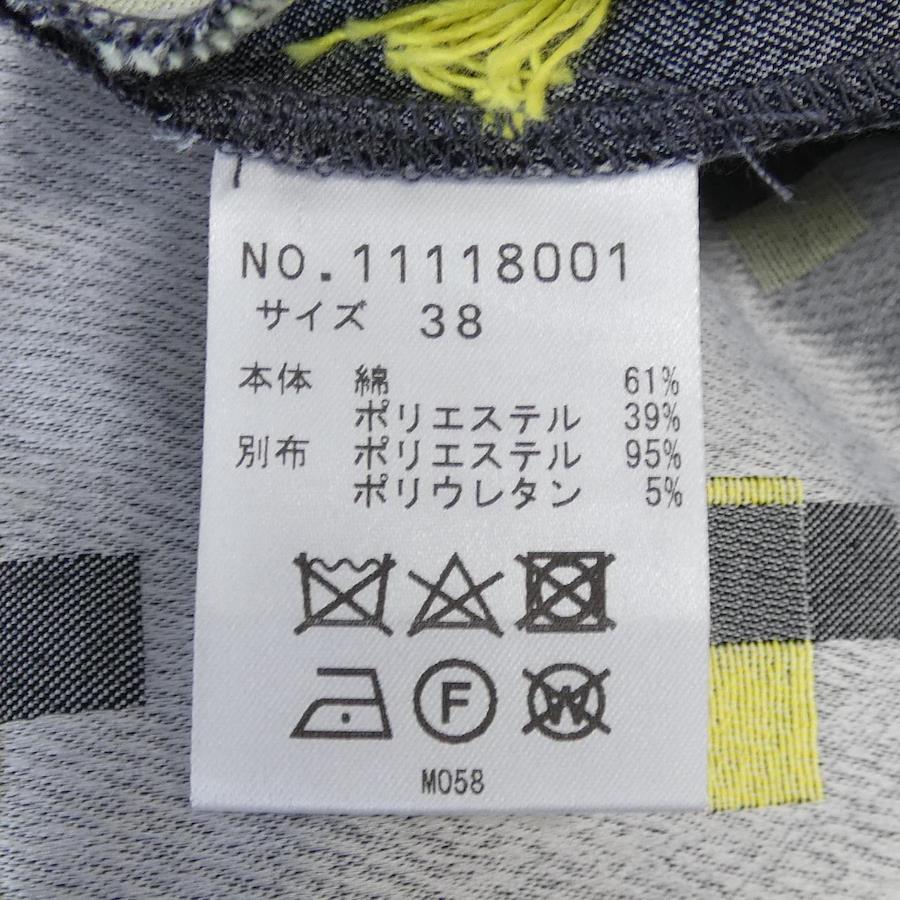 NO.11118001
サイズ 38
本体 綿 61%
ポリエステル 39%
別布 ポリエステル 95%
ポリウレタン 5%
F W
M058